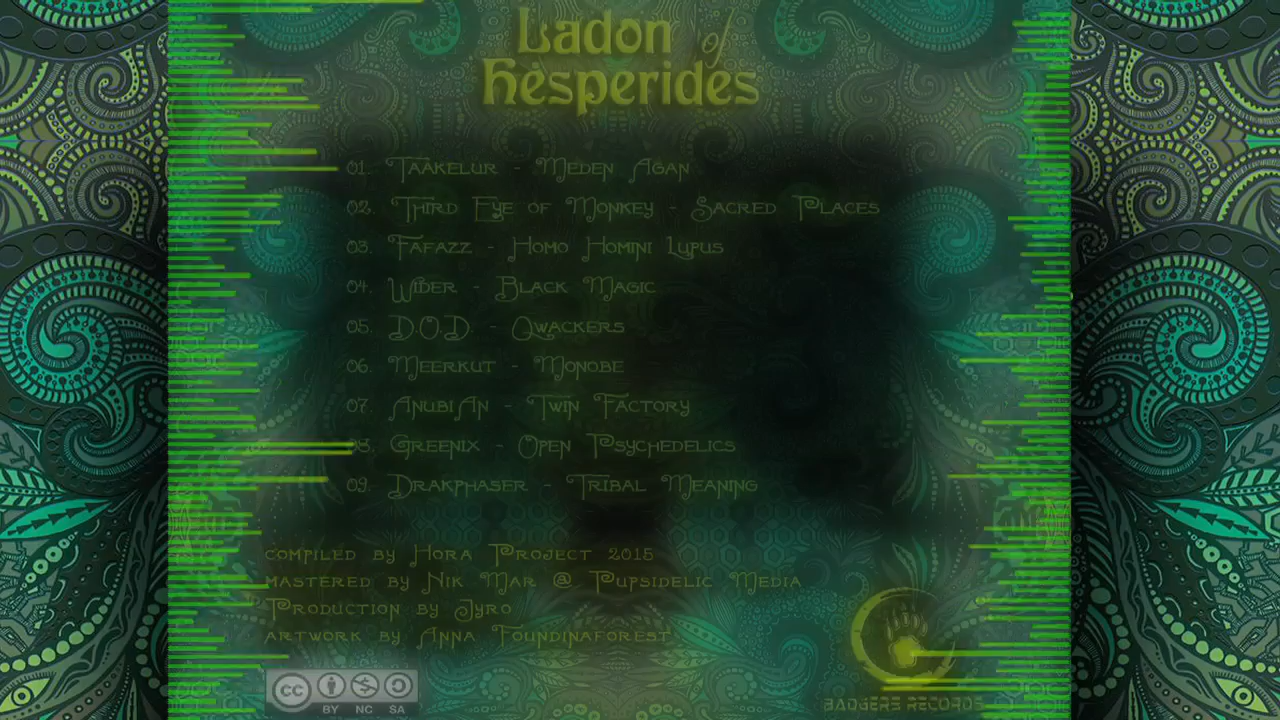 Ladon of
Hesperides
01. Taäkelur - Meden Agan
02. Third Eye of Monkey - Sacred Places
03. Fafazz - Homo Homini Lupus
04. Wider - Black Magic
05. D.O.D - Qwackers
06. Meerkut - Monobe
07. AnubiAn - Twin Factory
08. Greenix - Open Psychedelics
09. Drakphaser - Tribal Meaning
compiled by Hora Project 2015
mastered by Nik Mar @ Pupsidelic Media
Production by Jyro
artwork by Anna Foundinaforest
cc
BY NC SA
BADGERS RECORDS